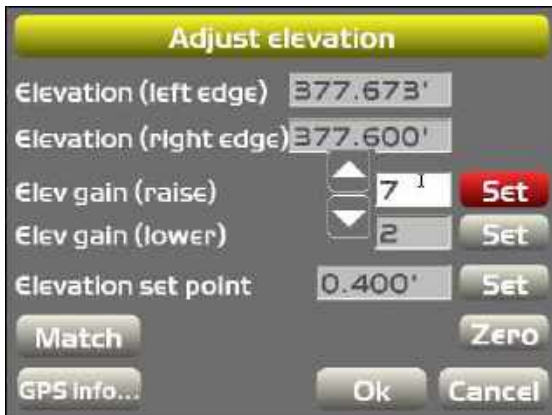 Adjust elevation
Elevation (left edge) 377.673'
Elevation (right edge) 377.600'
Elev gain (raise) 7 Set
Elev gain (lower) 2 Set
Elevation set point 0.400' Set
Match Zero
GPS info... Ok Cancel